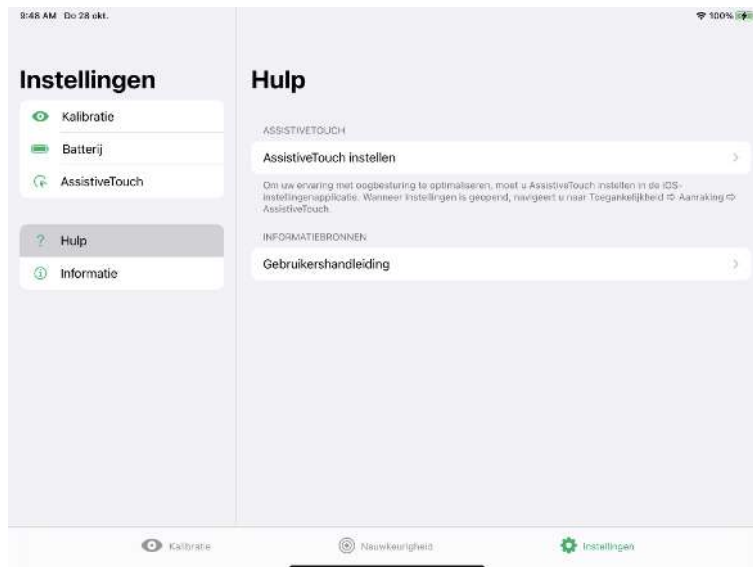 9:48 AM Do 28 okt.
100%
Instellingen
Kalibratie
Batterij
AssistiveTouch
Hulp
Informatie
Hulp
ASSISTIVETOUCH
AssistiveTouch instellen
Om uw ervaring met oogbesturing te optimaliseren, moet u AssistiveTouch instellen in de iOS-
instellingenapplicatie. Wanneer Instellingen is geopend, navigeert u naar Toegankelijkheid ⇨ Aanraking ⇨
AssistiveTouch.
INFORMATIEBRONNEN
Gebruikershandleiding
Kalibratie
Nauwkeurigheid
Instellingen